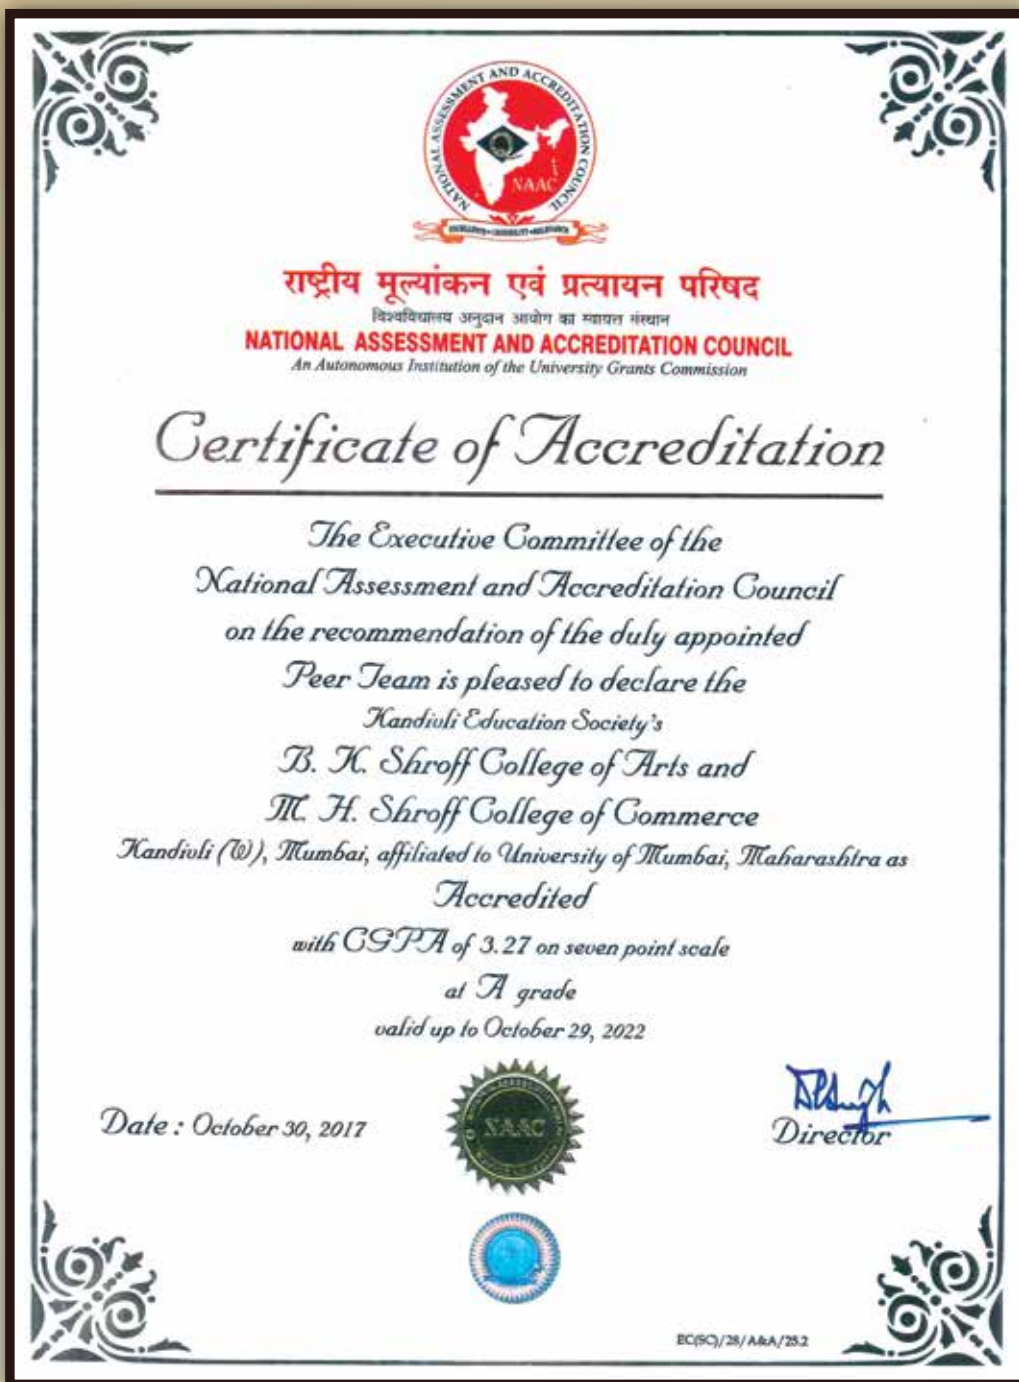 NATIONAL ASSESSMENT AND ACCREDITATION COUNCIL
NAAC
EXCELLENCE • CREDIBILITY • RELEVANCE
राष्ट्रीय मूल्यांकन एवं प्रत्यायन परिषद
विश्वविद्यालय अनुदान आयोग का स्वायत्त संस्थान
NATIONAL ASSESSMENT AND ACCREDITATION COUNCIL
An Autonomous Institution of the University Grants Commission
Certificate of Accreditation
The Executive Committee of the
National Assessment and Accreditation Council
on the recommendation of the duly appointed
Peer Team is pleased to declare the
Kandivli Education Society's
B. K. Shroff College of Arts and
M. H. Shroff College of Commerce
Kandivli (W), Mumbai, affiliated to University of Mumbai, Maharashtra as
Accredited
with CGPA of 3.27 on seven point scale
at A grade
valid up to October 29, 2022
Date : October 30, 2017
NAAC
Director
EC(SC)/28/A&A/25.2